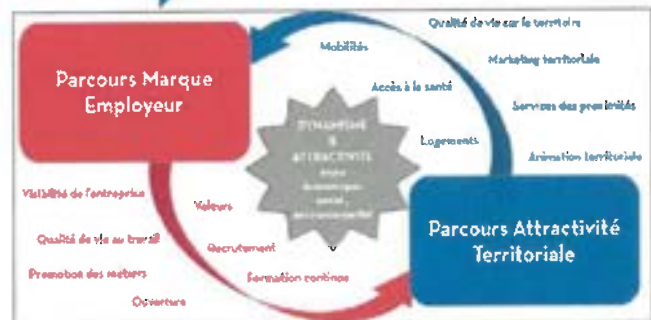 Qualité de vie sur le territoire
Mobilités
Marketing territoriale
Parcours Marque
Employeur
Accès à la santé
Services des proximités
DYNAMISME
&
ATTRACTIVITÉ
Logements
Animation territoriale
Visibilité de l'entreprise
Valeurs
Qualité de vie au travail
Recrutement
Parcours Attractivité
Territoriale
Promotion des métiers
Formation continue
Ouverture